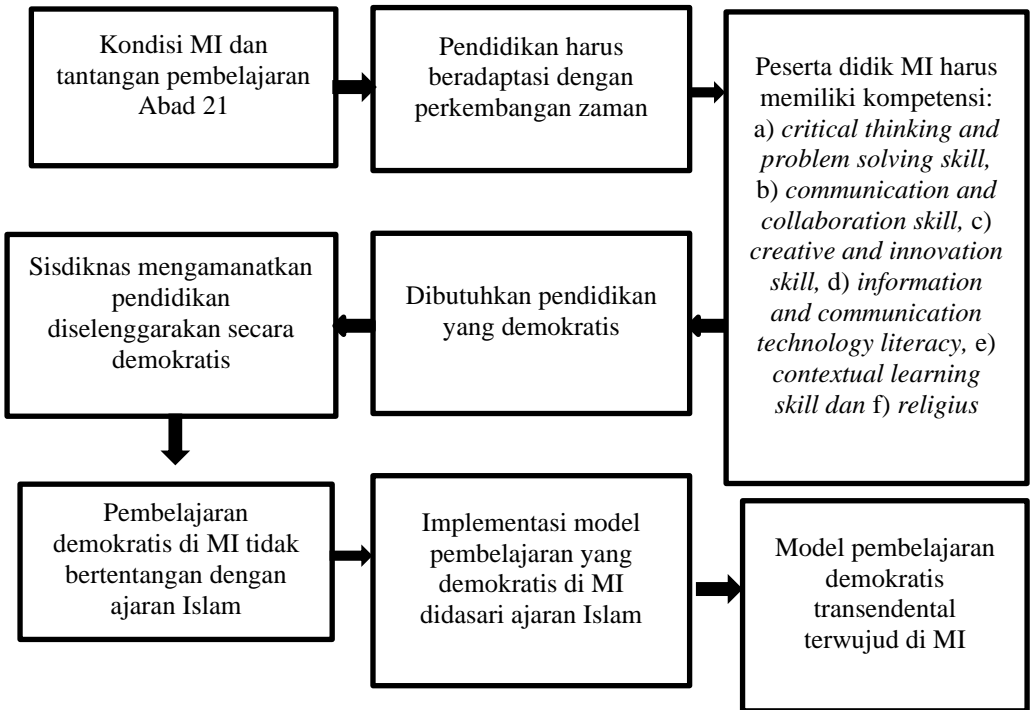 Kondisi MI dan
tantangan pembelajaran
Abad 21
Pendidikan harus
beradaptasi dengan
perkembangan zaman
Peserta didik MI harus
memiliki kompetensi:
a) critical thinking and
problem solving skill,
b) communication and
collaboration skill, c)
creative and innovation
skill, d) information
and communication
technology literacy, e)
contextual learning
skill dan f) religius
Dibutuhkan pendidikan
yang demokratis
Sisdiknas mengamanatkan
pendidikan
diselenggarakan secara
demokratis
Pembelajaran
demokratis di MI tidak
bertentangan dengan
ajaran Islam
Implementasi model
pembelajaran yang
demokratis di MI
didasari ajaran Islam
Model pembelajaran
demokratis
transendental
terwujud di MI